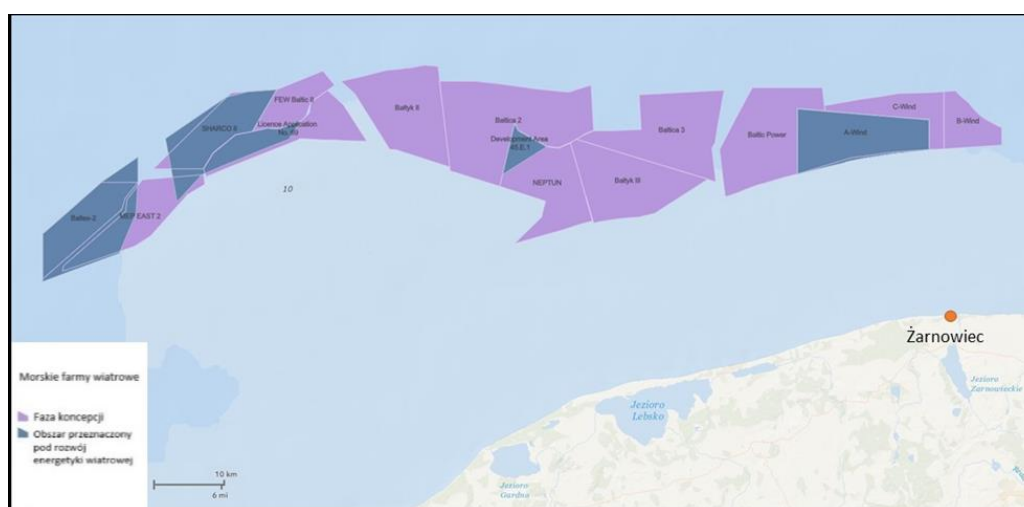 FEW Baltic II
SHARCO II
Licence Application
No. 69
Bałtyk II
Baltica 2
Development Area
45.E.1
Baltica 3
Baltic Power
A-Wind
C-Wind
B-Wind
Baltex-2
MEP EAST 2
10
NEPTUN
Bałtyk III
Żarnowiec
Jezioro
Żarnowieckie
Jezioro
Łebsko
Jezioro
Gardno
Morskie farmy wiatrowe
Faza koncepcji
Obszar przeznaczony
pod rozwój
energetyki wiatrowej
10 km
6 mi